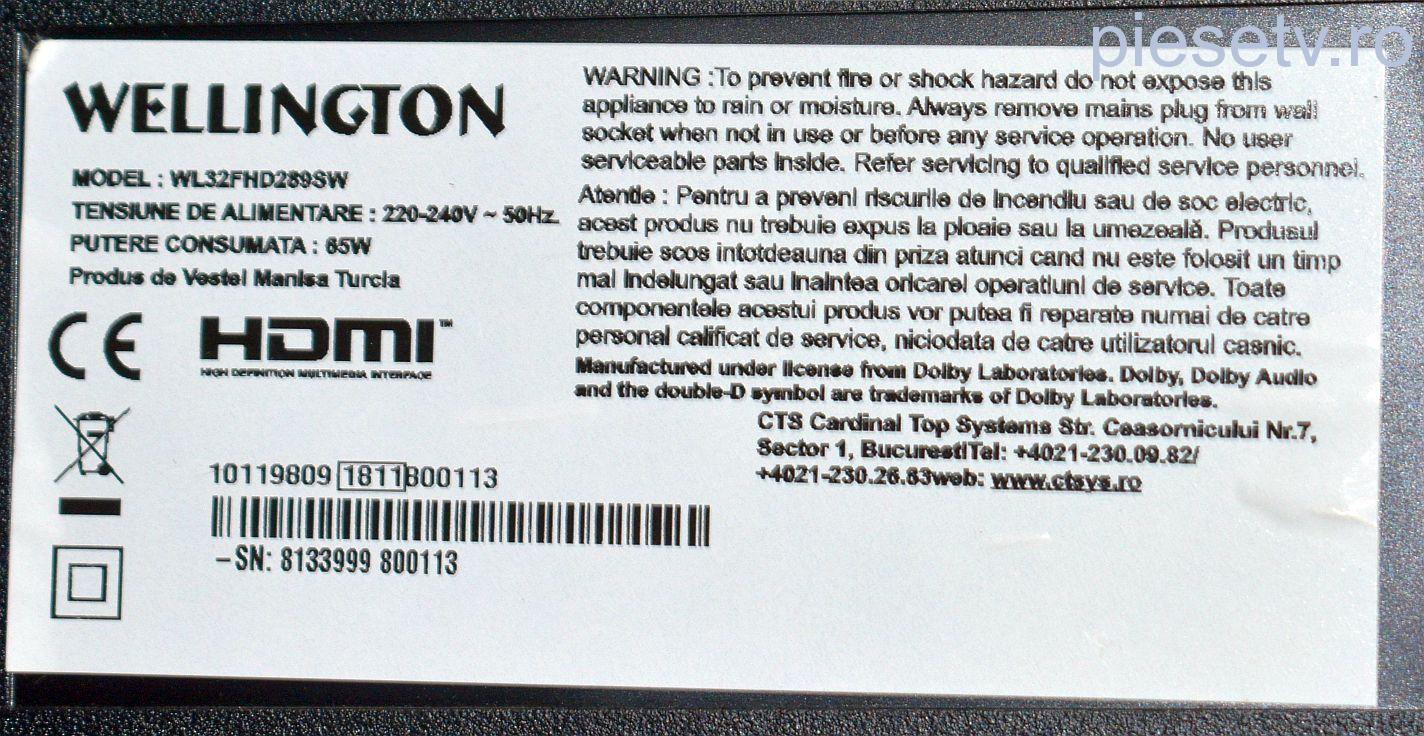 piesetv.ro
WELLINGTON
MODEL : WL32FHD289SW
TENSIUNE DE ALIMENTARE : 220-240V ~ 50Hz.
PUTERE CONSUMATA : 65W
Produs de Vestel Manisa Turcia
CE
HDMI™
HIGH DEFINITION MULTIMEDIA INTERFACE
10119809 1811 800113
–SN: 8133999 800113
WARNING :To prevent fire or shock hazard do not expose this
appliance to rain or moisture. Always remove mains plug from wall
socket when not in use or before any service operation. No user
serviceable parts inside. Refer servicing to qualified service personnel.
Atentie : Pentru a preveni riscurile de incendiu sau de soc electric,
acest produs nu trebuie expus la ploaie sau la umezeală. Produsul
trebuie scos intotdeauna din priza atunci cand nu este folosit un timp
mai indelungat sau inaintea oricarei operatiuni de service. Toate
componentele acestui produs vor putea fi reparate numai de catre
personal calificat de service, niciodata de catre utilizatorul casnic.
Manufactured under license from Dolby Laboratories. Dolby, Dolby Audio
and the double-D symbol are trademarks of Dolby Laboratories.
CTS Cardinal Top Systems Str. Ceasornicului Nr.7,
Sector 1, BucurestiTel: +4021-230.09.82/
+4021-230.26.63web: www.ctsys.ro